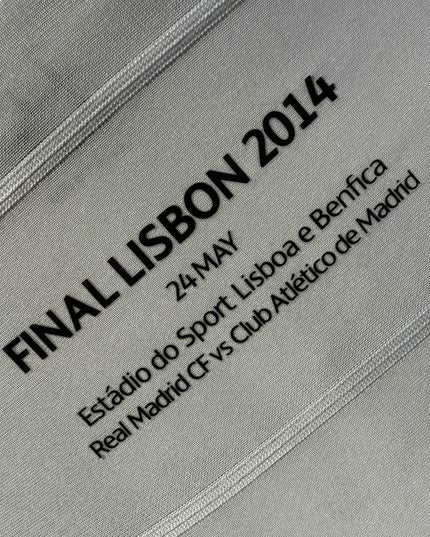 FINAL LISBON 2014
24 MAY
Estádio do Sport Lisboa e Benfica
Real Madrid CF vs Club Atlético de Madrid